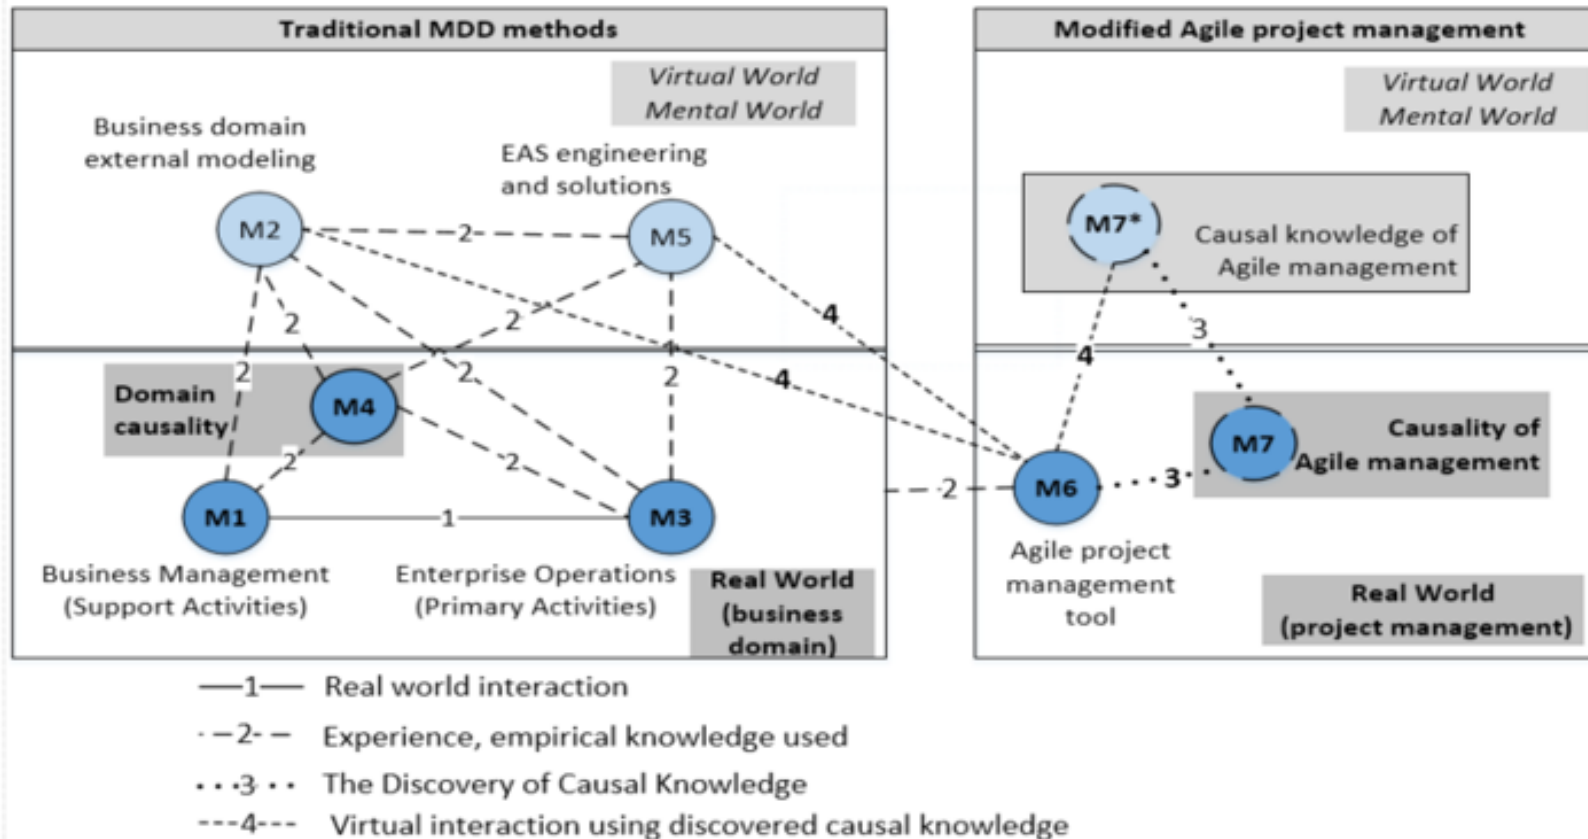 Traditional MDD methods
Virtual World
Mental World
Business domain
external modeling
EAS engineering
and solutions
M2
2
M5
2
2
4
2
2
4
2
Domain
causality
M4
2
2
M1
1
M3
Business Management
(Support Activities)
Enterprise Operations
(Primary Activities)
Real World
(business
domain)
2
Modified Agile project management
Virtual World
Mental World
M7*
Causal knowledge of
Agile management
3
4
M7
Causality of
Agile management
M6
3
Agile project
management
tool
Real World
(project management)
1 Real world interaction
2 Experience, empirical knowledge used
3 The Discovery of Causal Knowledge
4 Virtual interaction using discovered causal knowledge